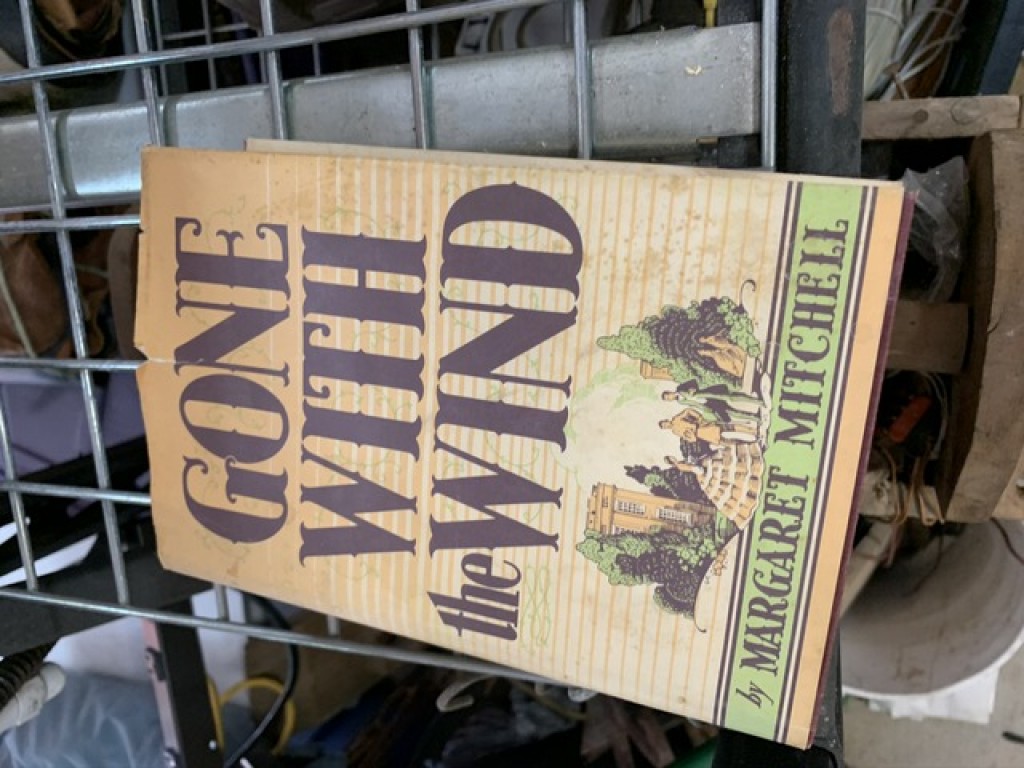 GONE
WITH
the WIND
by MARGARET MITCHELL